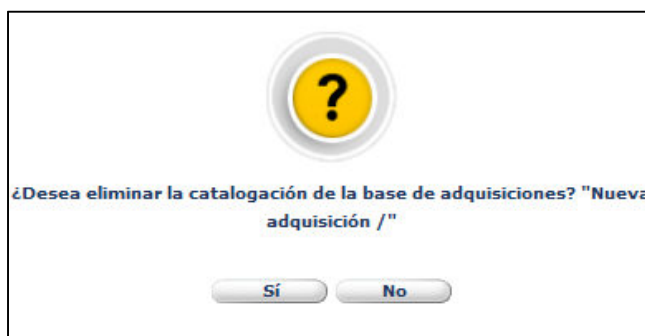 ?
¿Desea eliminar la catalogación de la base de adquisiciones? "Nueva
adquisición /"
Sí No